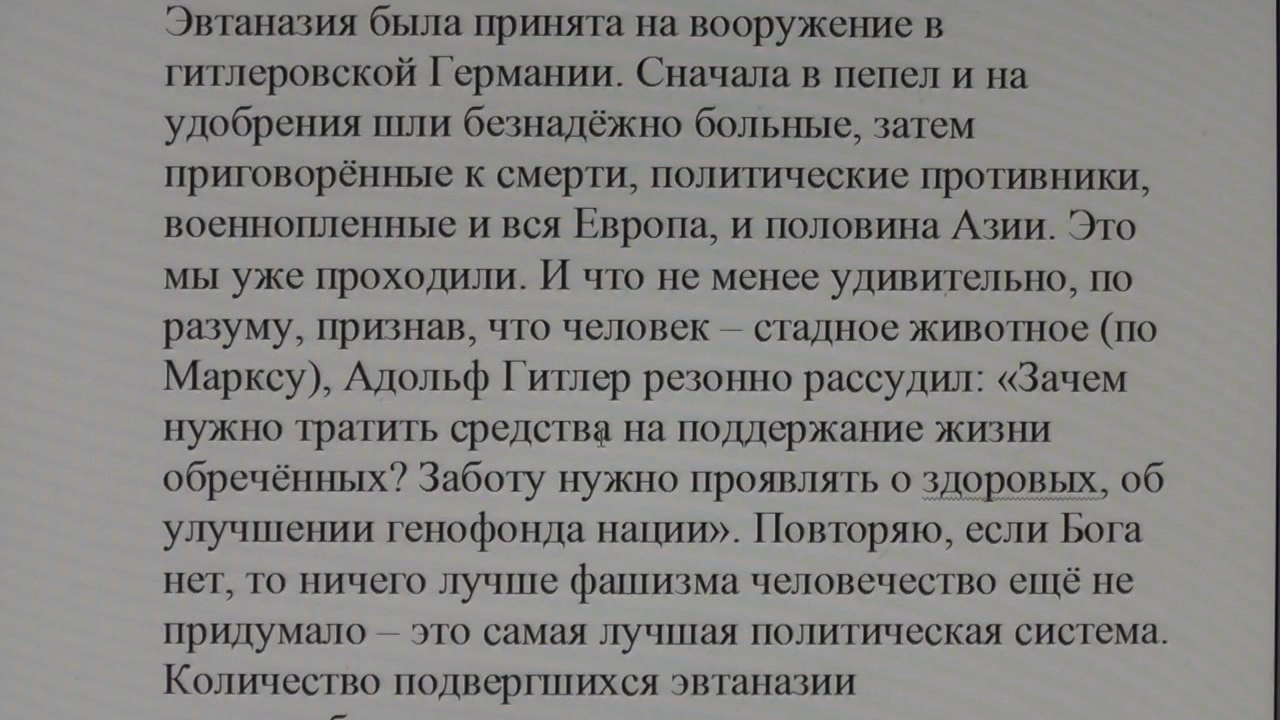 Эвтаназия была принята на вооружение в
гитлеровской Германии. Сначала в пепел и на
удобрения шли безнадёжно больные, затем
приговорённые к смерти, политические противники,
военнопленные и вся Европа, и половина Азии. Это
мы уже проходили. И что не менее удивительно, по
разуму, признав, что человек – стадное животное (по
Марксу), Адольф Гитлер резонно рассудил: «Зачем
нужно тратить средства на поддержание жизни
обречённых? Заботу нужно проявлять о здоровых, об
улучшении генофонда нации». Повторяю, если Бога
нет, то ничего лучше фашизма человечество ещё не
придумало – это самая лучшая политическая система.
Количество подвергшихся эвтаназии